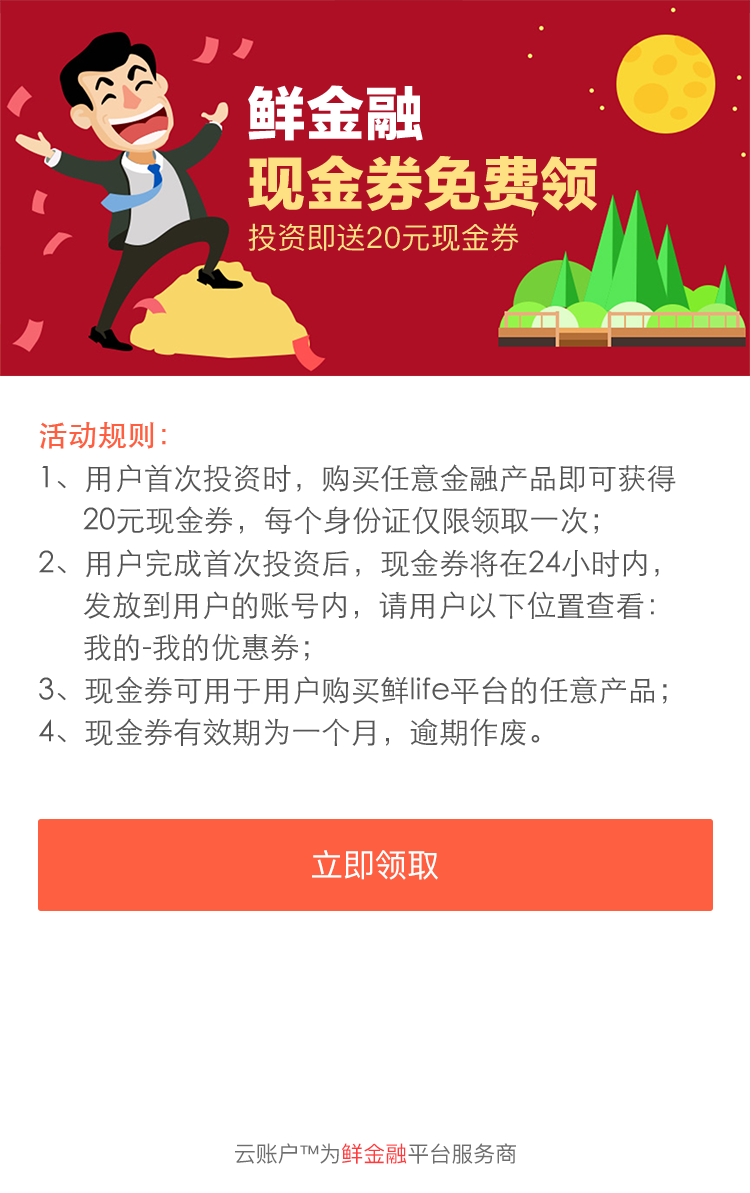 鲜金融
现金券免费领
投资即送20元现金券
活动规则：
1、用户首次投资时，购买任意金融产品即可获得
20元现金券，每个身份证仅限领取一次；
2、用户完成首次投资后，现金券将在24小时内，
发放到用户的账号内，请用户以下位置查看：
我的-我的优惠券；
3、现金券可用于用户购买鲜life平台的任意产品；
4、现金券有效期为一个月，逾期作废。
立即领取
云账户™为鲜金融平台服务商